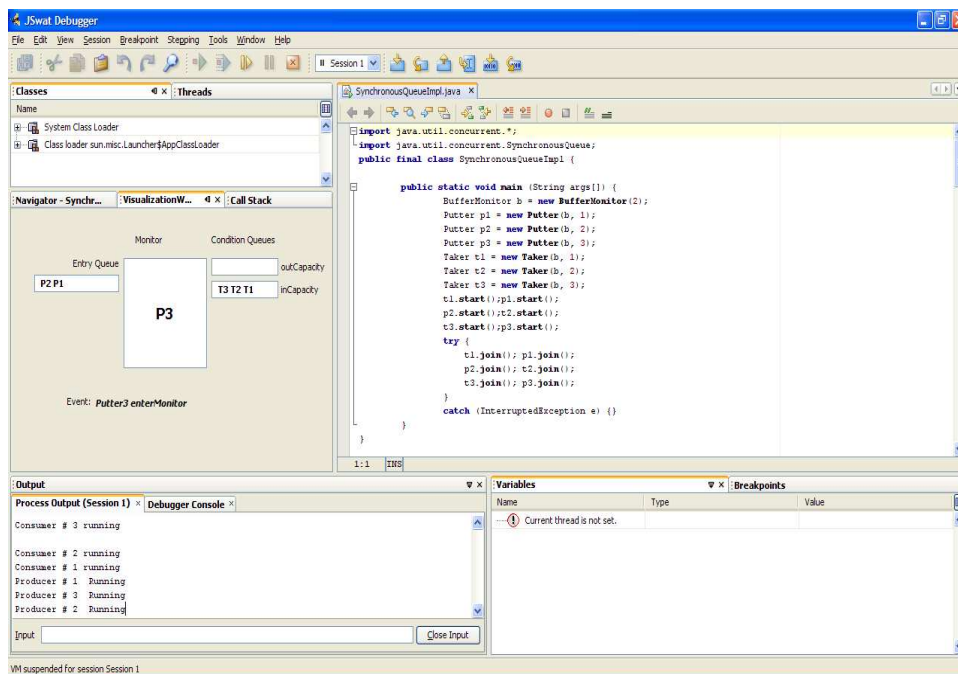 JSwat Debugger
File Edit View Session Breakpoint Stepping Tools Window Help
Session 1
Classes
Threads
Name
System Class Loader
Class loader sun.misc.Launcher$AppClassLoader
Navigator - Synchr...
VisualizationW...
Call Stack
Monitor
Condition Queues
Entry Queue
outCapacity
P2 P1
T3 T2 T1
inCapacity
P3
Event: Putter3 enterMonitor
SynchronousQueueImpl.java
import java.util.concurrent.*;
import java.util.concurrent.SynchronousQueue;
public final class SynchronousQueueImpl {
public static void main (String args[]) {
BufferMonitor b = new BufferMonitor(2);
Putter p1 = new Putter(b, 1);
Putter p2 = new Putter(b, 2);
Putter p3 = new Putter(b, 3);
Taker t1 = new Taker(b, 1);
Taker t2 = new Taker(b, 2);
Taker t3 = new Taker(b, 3);
t1.start();p1.start();
p2.start();t2.start();
t3.start();p3.start();
try {
t1.join(); p1.join();
p2.join(); t2.join();
t3.join(); p3.join();
}
catch (InterruptedException e) {}
}
}
1:1 INS
Output
Process Output (Session 1)
Debugger Console
Consumer # 3 running
Consumer # 2 running
Consumer # 1 running
Producer # 1 Running
Producer # 3 Running
Producer # 2 Running
Input
Close Input
Variables
Breakpoints
Name Type Value
Current thread is not set.
VM suspended for session Session 1